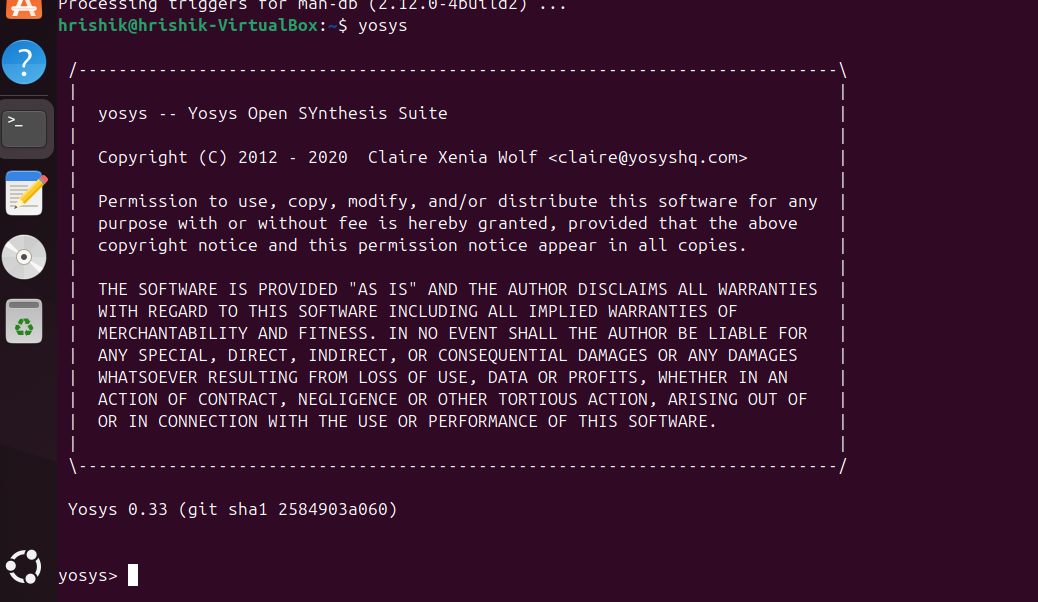 Processing triggers for man-db (2.12.0-4build2) ...
hrishik@hrishik-VirtualBox:~$ yosys
/----------------------------------------------------------------------------\
|                                                                            |
|  yosys -- Yosys Open SYnthesis Suite                                       |
|                                                                            |
|  Copyright (C) 2012 - 2020  Claire Xenia Wolf <claire@yosyshq.com>         |
|                                                                            |
|  Permission to use, copy, modify, and/or distribute this software for any  |
|  purpose with or without fee is hereby granted, provided that the above    |
|  copyright notice and this permission notice appear in all copies.         |
|                                                                            |
|  THE SOFTWARE IS PROVIDED "AS IS" AND THE AUTHOR DISCLAIMS ALL WARRANTIES  |
|  WITH REGARD TO THIS SOFTWARE INCLUDING ALL IMPLIED WARRANTIES OF          |
|  MERCHANTABILITY AND FITNESS. IN NO EVENT SHALL THE AUTHOR BE LIABLE FOR   |
|  ANY SPECIAL, DIRECT, INDIRECT, OR CONSEQUENTIAL DAMAGES OR ANY DAMAGES    |
|  WHATSOEVER RESULTING FROM LOSS OF USE, DATA OR PROFITS, WHETHER IN AN     |
|  ACTION OF CONTRACT, NEGLIGENCE OR OTHER TORTIOUS ACTION, ARISING OUT OF   |
|  OR IN CONNECTION WITH THE USE OR PERFORMANCE OF THIS SOFTWARE.            |
|                                                                            |
\----------------------------------------------------------------------------/
Yosys 0.33 (git sha1 2584903a060)
yosys>